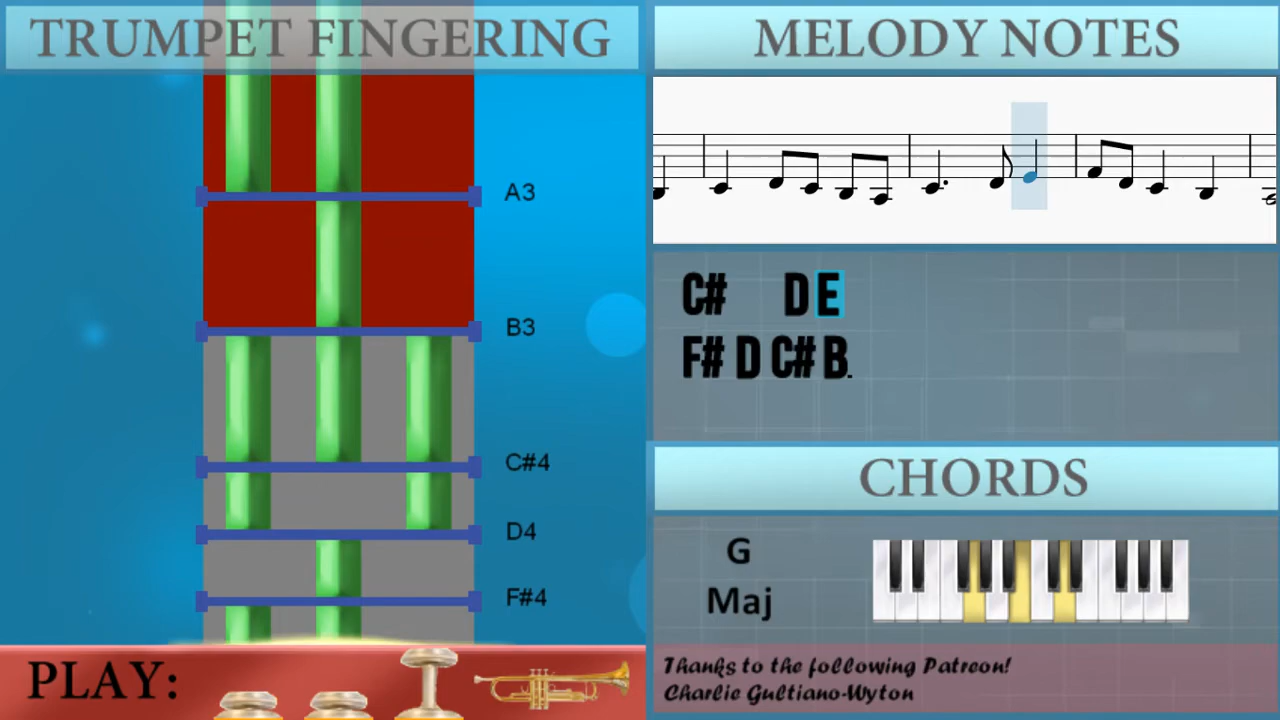 TRUMPET FINGERING
A3
B3
C#4
D4
F#4
PLAY:
MELODY NOTES
C# D E
F# D C# B.
CHORDS
G
Maj
Thanks to the following Patreon!
Charlie Gultiano-Wyton